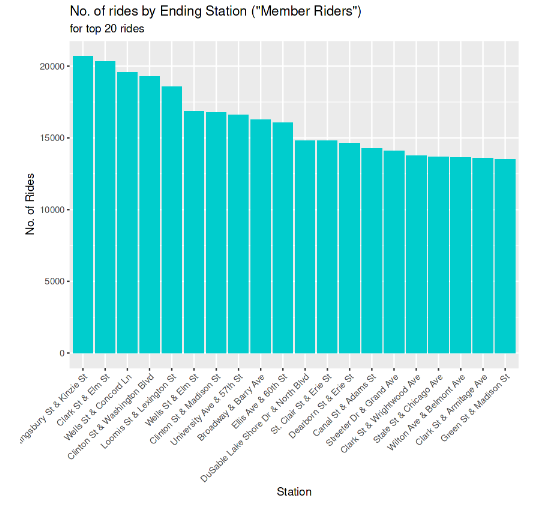 No. of rides by Ending Station ("Member Riders")
for top 20 rides
No. of Rides
20000
15000
10000
5000
0
ingsbury St & Kinzie St
Clark St & Elm St
Wells St & Concord Ln
Clinton St & Washington Blvd
Loomis St & Lexington St
Wells St & Elm St
Clinton St & Madison St
University Ave & 57th St
Broadway & Barry Ave
Ellis Ave & 60th St
DuSable Lake Shore Dr & North Blvd
St. Clair St & Erie St
Dearborn St & Erie St
Canal St & Adams St
Streeter Dr & Grand Ave
Clark St & Wrightwood Ave
State St & Chicago Ave
Wilton Ave & Belmont Ave
Clark St & Armitage Ave
Green St & Madison St
Station